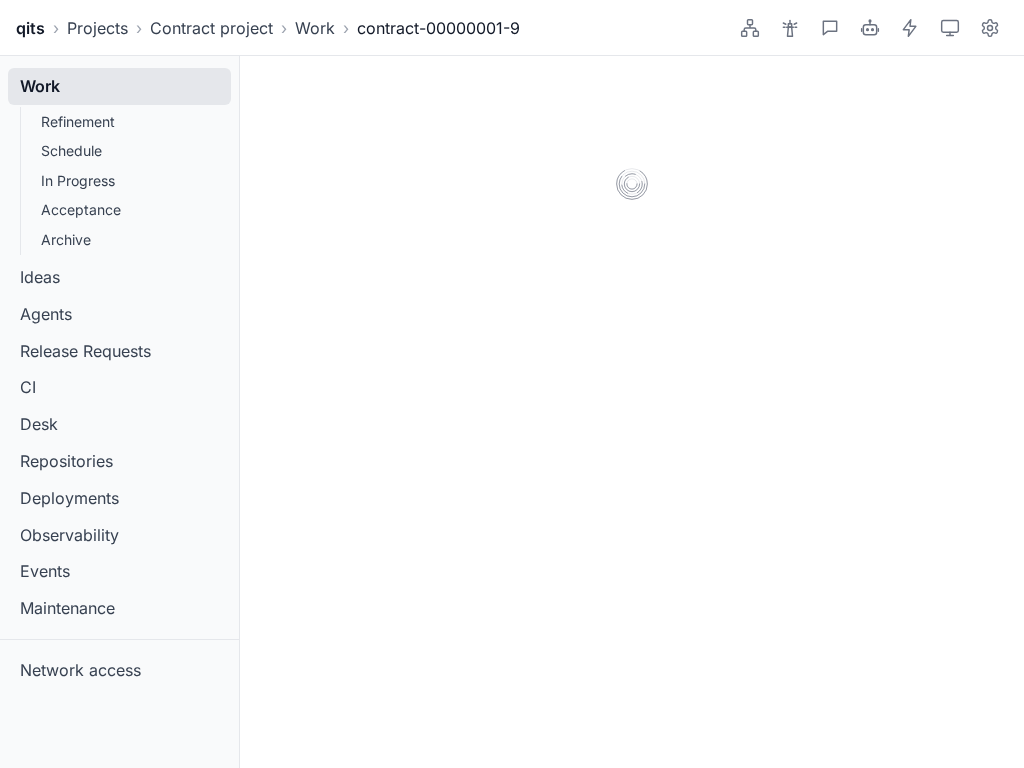 qits › Projects › Contract project › Work › contract-00000001-9
Work
Refinement
Schedule
In Progress
Acceptance
Archive
Ideas
Agents
Release Requests
CI
Desk
Repositories
Deployments
Observability
Events
Maintenance
Network access